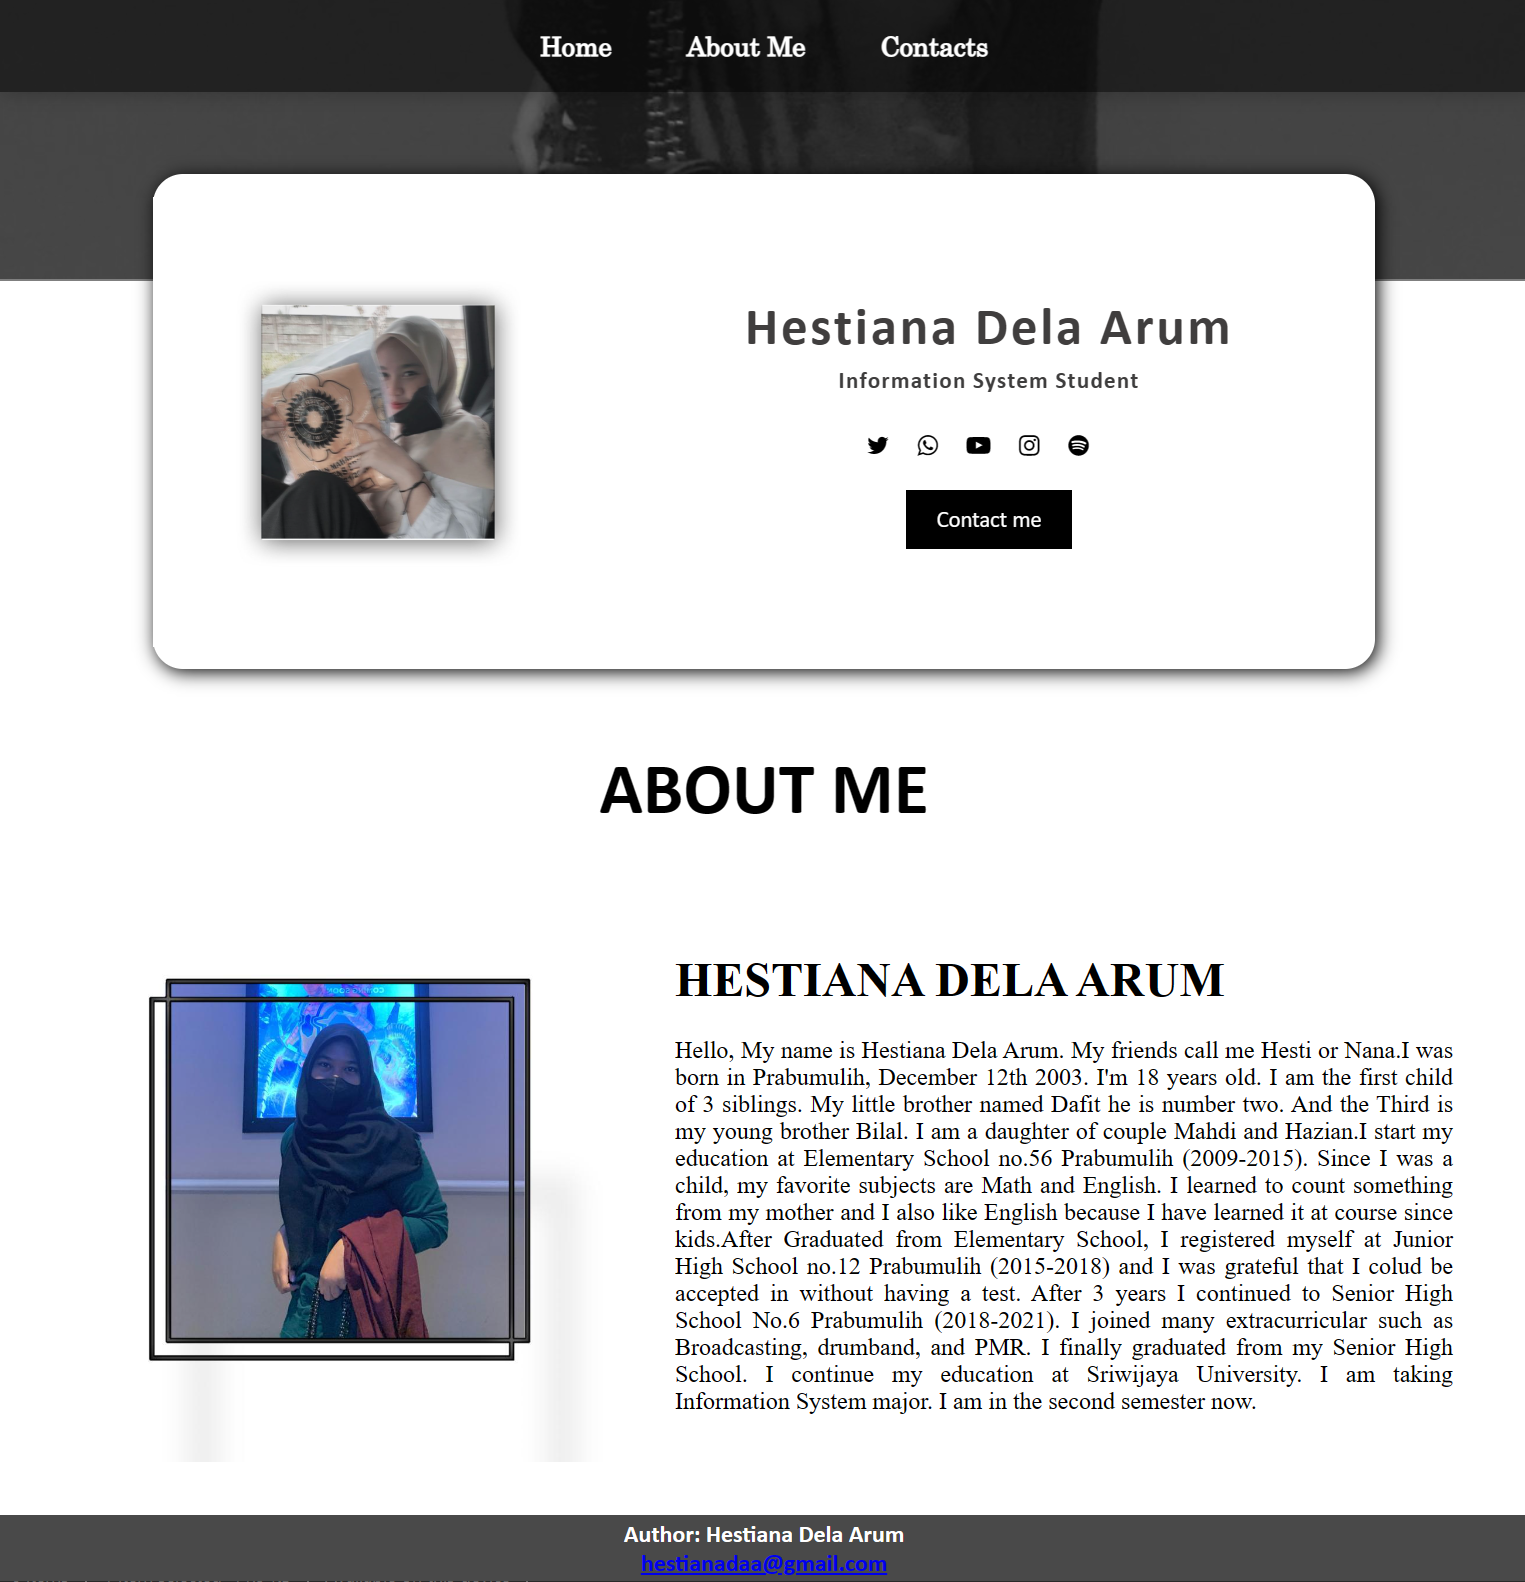 Home About Me Contacts
Hestiana Dela Arum
Information System Student
Contact me
ABOUT ME
HESTIANA DELA ARUM
Hello, My name is Hestiana Dela Arum. My friends call me Hesti or Nana.I was
born in Prabumulih, December 12th 2003. I'm 18 years old. I am the first child
of 3 siblings. My little brother named Dafit he is number two. And the Third is
my young brother Bilal. I am a daughter of couple Mahdi and Hazian.I start my
education at Elementary School no.56 Prabumulih (2009-2015). Since I was a
child, my favorite subjects are Math and English. I learned to count something
from my mother and I also like English because I have learned it at course since
kids.After Graduated from Elementary School, I registered myself at Junior
High School no.12 Prabumulih (2015-2018) and I was grateful that I colud be
accepted in without having a test. After 3 years I continued to Senior High
School No.6 Prabumulih (2018-2021). I joined many extracurricular such as
Broadcasting, drumband, and PMR. I finally graduated from my Senior High
School. I continue my education at Sriwijaya University. I am taking
Information System major. I am in the second semester now.
Author: Hestiana Dela Arum
hestianadaa@gmail.com